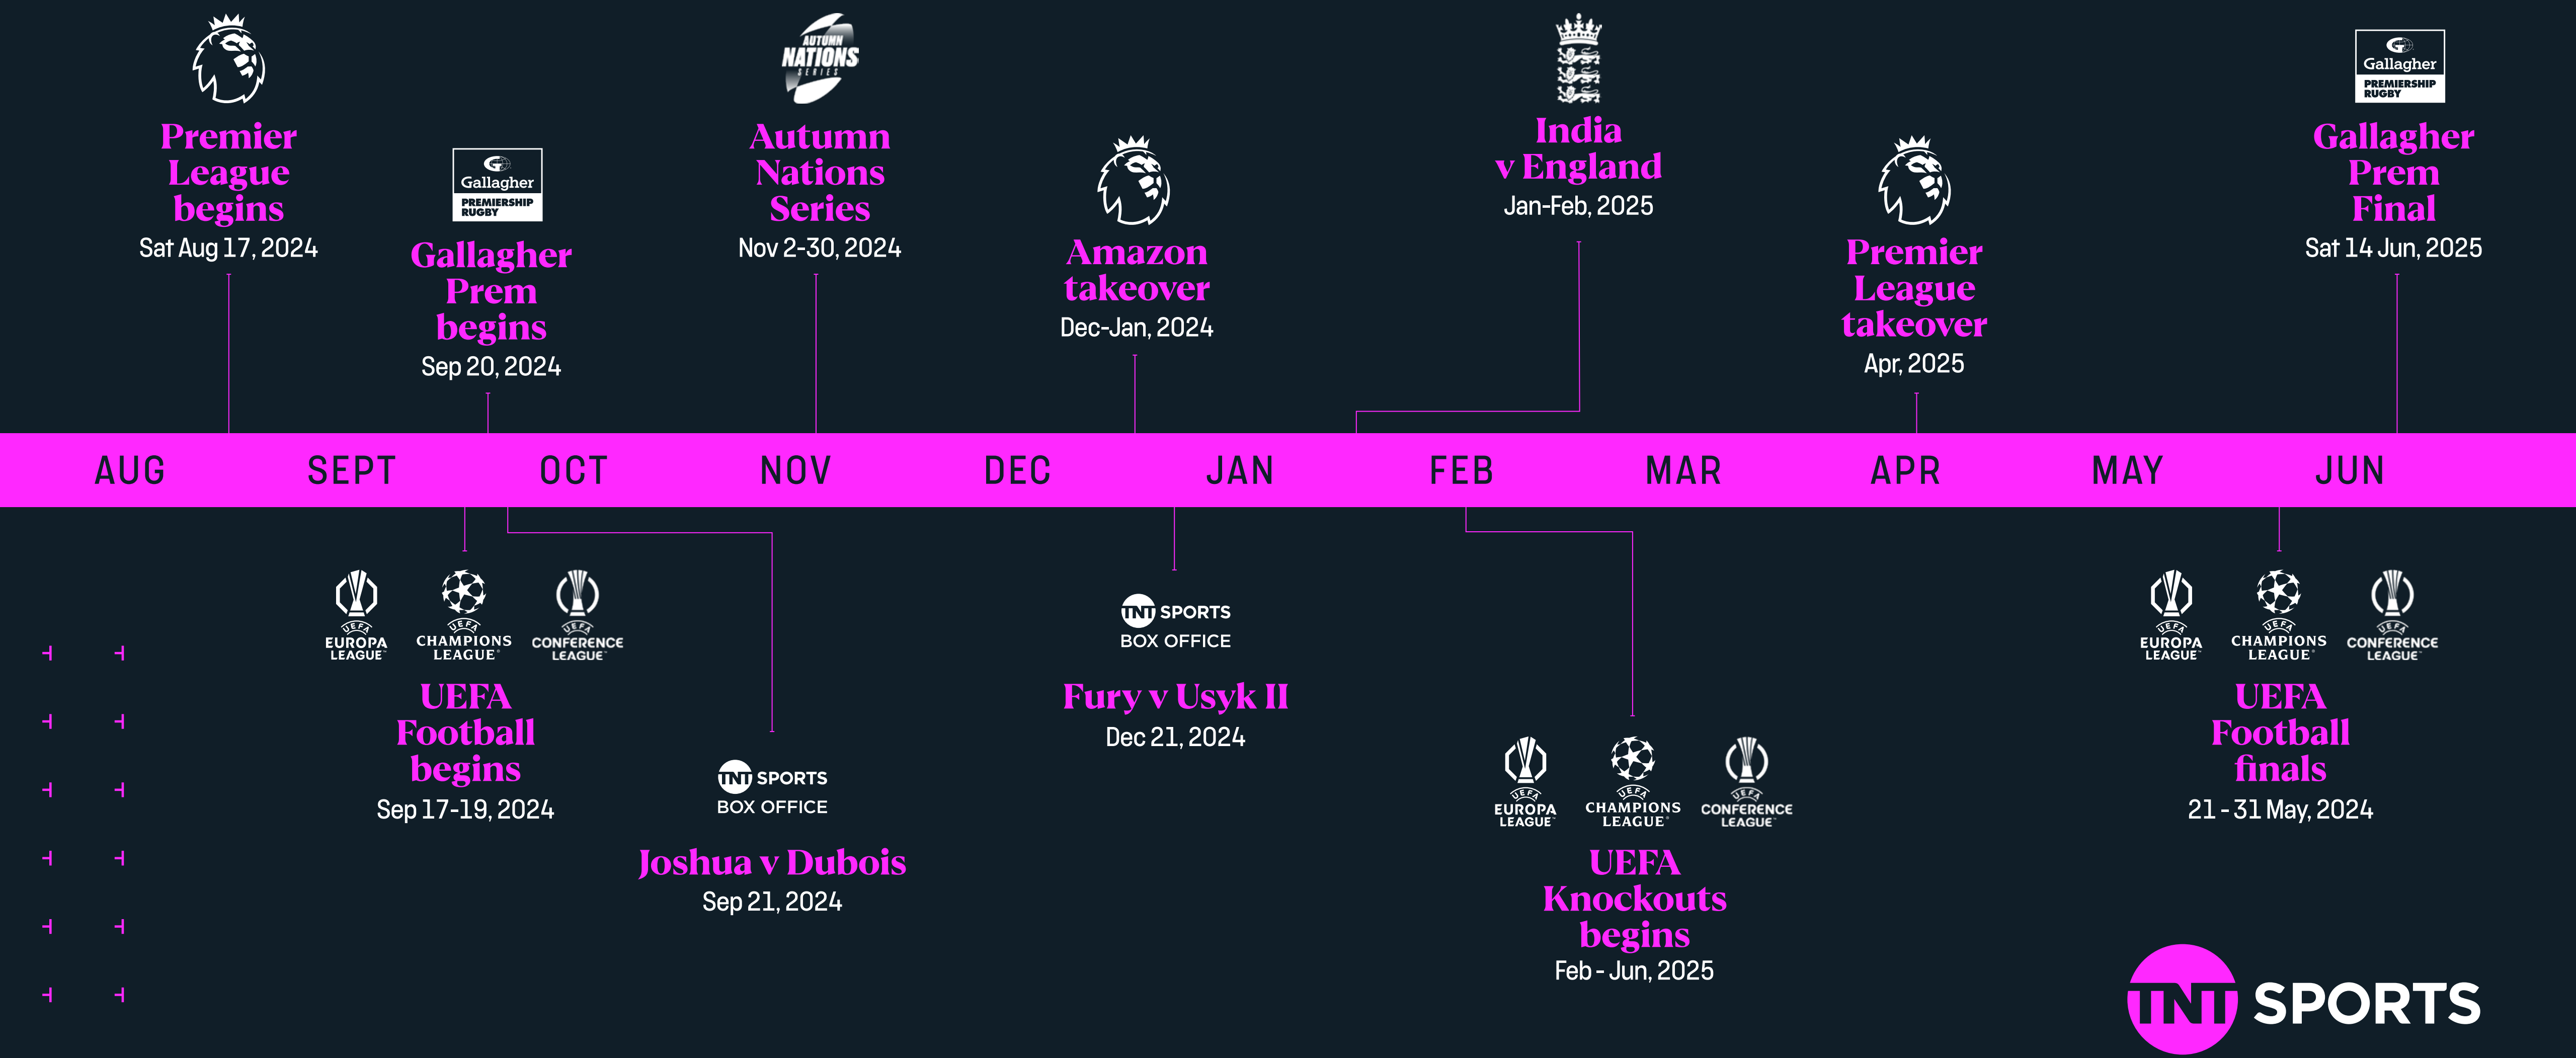 Premier
League
begins
Sat Aug 17, 2024
G
Gallagher
PREMIERSHIP
RUGBY
Gallagher
Prem
begins
Sep 20, 2024
AUTUMN
NATIONS
SERIES
Autumn
Nations
Series
Nov 2-30, 2024
Amazon
takeover
Dec-Jan, 2024
India
v England
Jan-Feb, 2025
Premier
League
takeover
Apr, 2025
G
Gallagher
PREMIERSHIP
RUGBY
Gallagher
Prem
Final
Sat 14 Jun, 2025
AUG SEPT OCT NOV DEC JAN FEB MAR APR MAY JUN
UEFA
EUROPA
LEAGUE™
UEFA
CHAMPIONS
LEAGUE®
UEFA
CONFERENCE
LEAGUE™
UEFA
Football
begins
Sep 17-19, 2024
TNT SPORTS
BOX OFFICE
Joshua v Dubois
Sep 21, 2024
TNT SPORTS
BOX OFFICE
Fury v Usyk II
Dec 21, 2024
UEFA
EUROPA
LEAGUE™
UEFA
CHAMPIONS
LEAGUE®
UEFA
CONFERENCE
LEAGUE™
UEFA
Knockouts
begins
Feb - Jun, 2025
UEFA
EUROPA
LEAGUE™
UEFA
CHAMPIONS
LEAGUE®
UEFA
CONFERENCE
LEAGUE™
UEFA
Football
finals
21 - 31 May, 2024
TNT SPORTS